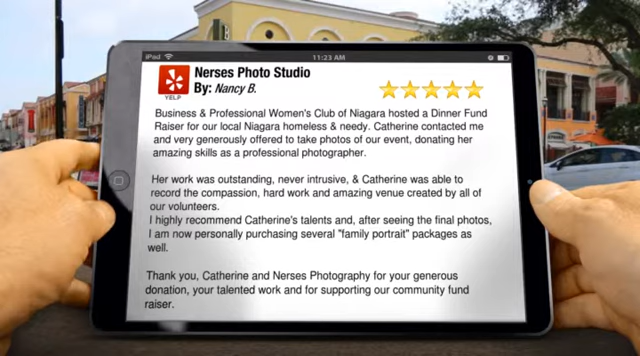 iPod
11:23 AM
Nerses Photo Studio
By: Nancy B.
YELP
Business & Professional Women's Club of Niagara hosted a Dinner Fund
Raiser for our local Niagara homeless & needy. Catherine contacted me
and very generously offered to take photos of our event, donating her
amazing skills as a professional photographer.
Her work was outstanding, never intrusive, & Catherine was able to
record the compassion, hard work and amazing venue created by all of
our volunteers.
I highly recommend Catherine's talents and, after seeing the final photos,
I am now personally purchasing several "family portrait" packages as
well.
Thank you, Catherine and Nerses Photography for your generous
donation, your talented work and for supporting our community fund
raiser.